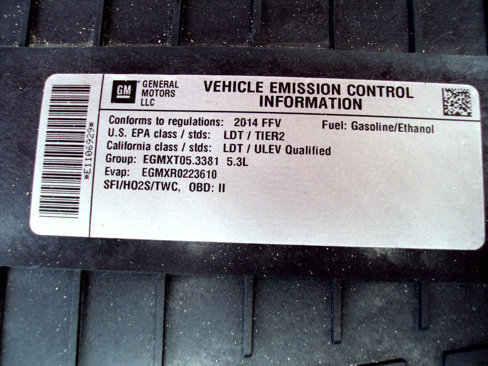 GM GENERAL MOTORS LLC
VEHICLE EMISSION CONTROL
INFORMATION
Conforms to regulations: 2014 FFV Fuel: Gasoline/Ethanol
U.S. EPA class / stds: LDT / TIER2
California class / stds: LDT / ULEV Qualified
Group: EGMXT05.3381 5.3L
Evap: EGMXR0223610
SFI/HO2S/TWC, OBD: II
*E1106929*